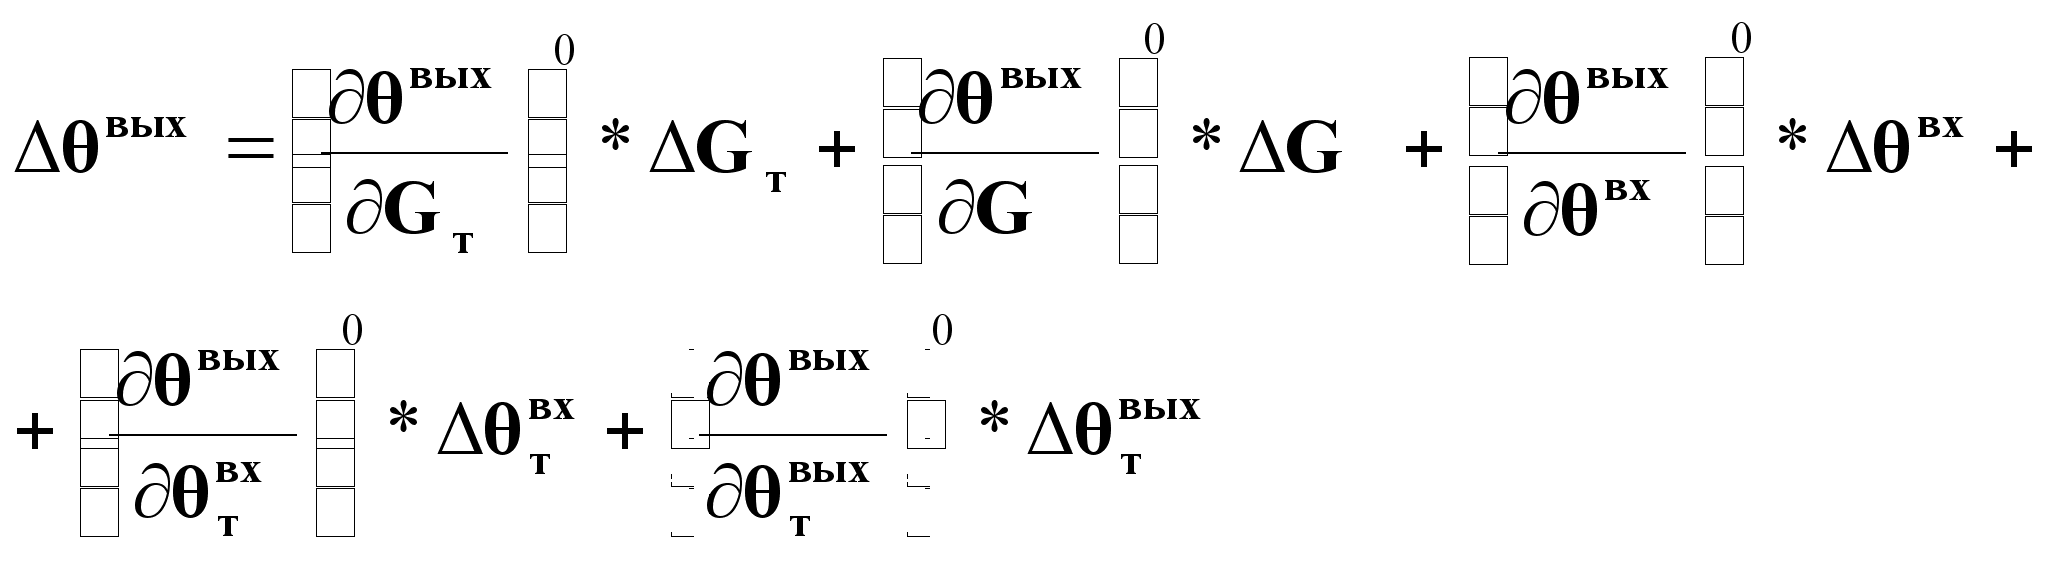 Δθ^вых = (∂θ^вых / ∂G_т)^0 * ΔG_т + (∂θ^вых / ∂G)^0 * ΔG + (∂θ^вых / ∂θ^вх)^0 * Δθ^вх +
+ (∂θ^вых / ∂θ_т^вх)^0 * Δθ_т^вх + (∂θ^вых / ∂θ_т^вых)^0 * Δθ_т^вых